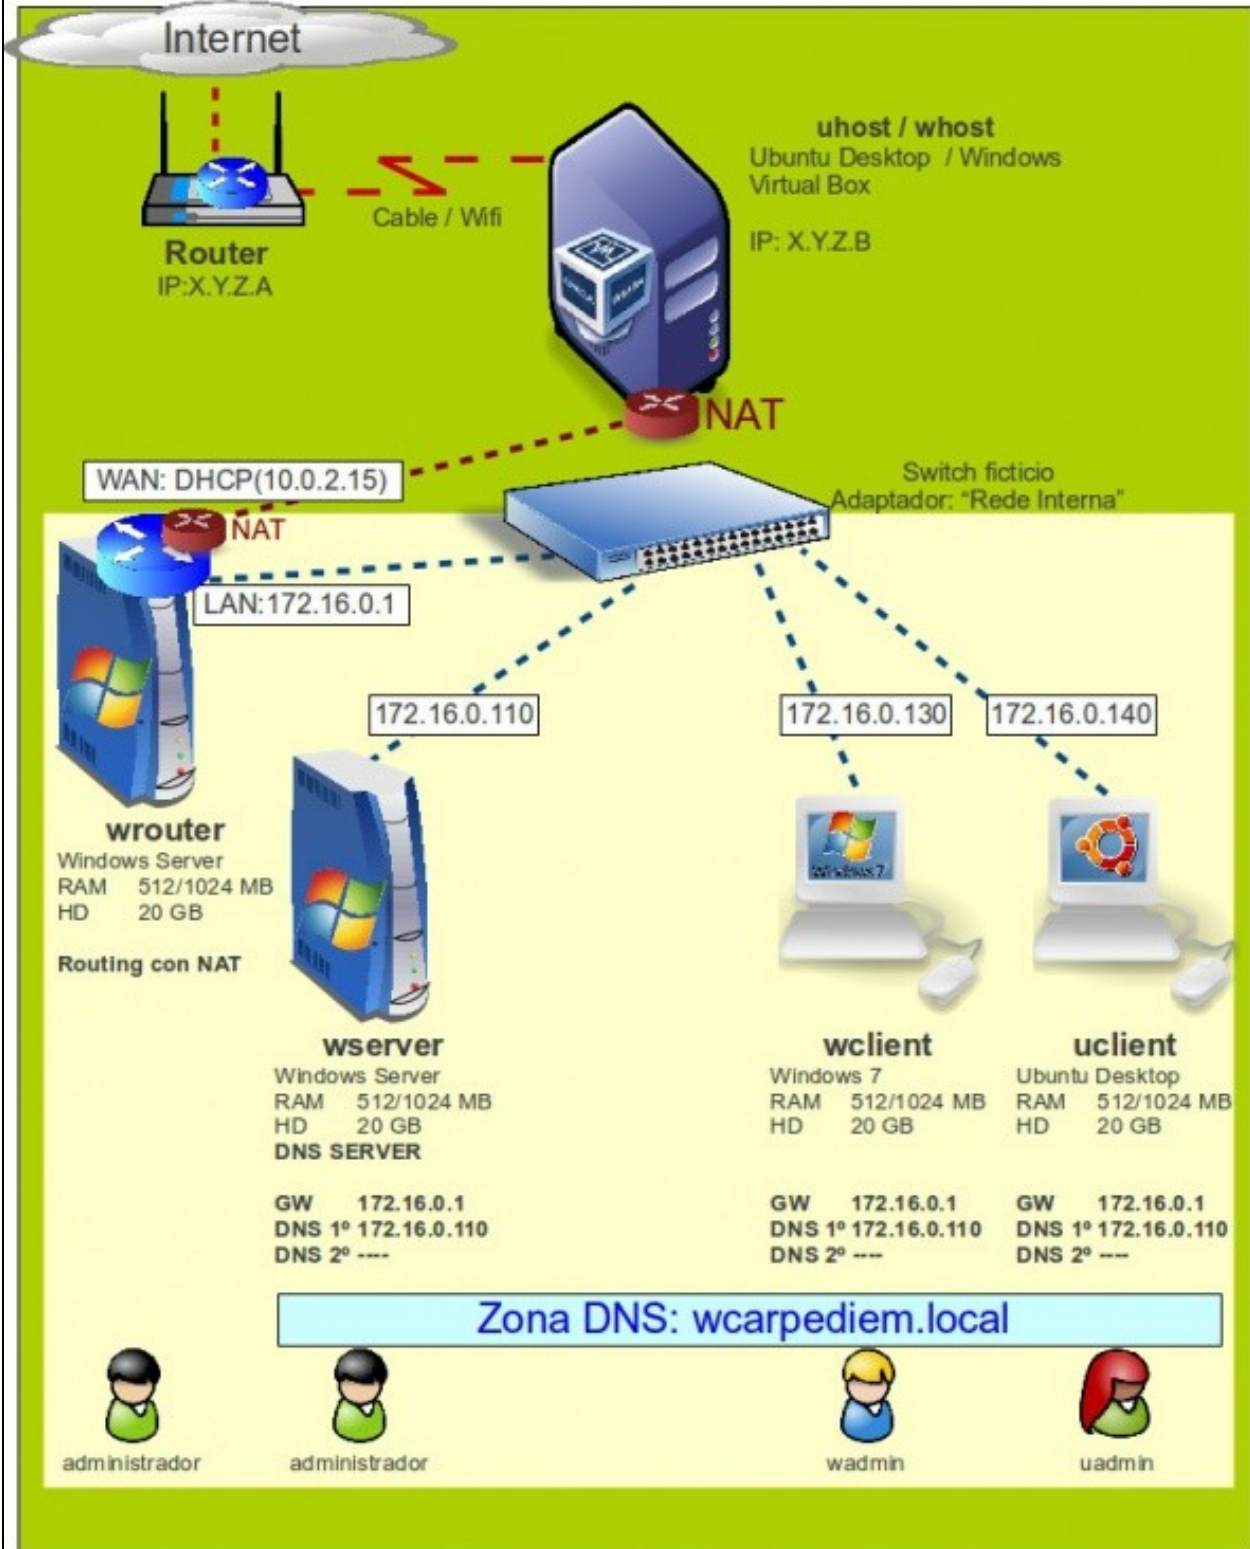 Internet
uhost / whost
Ubuntu Desktop / Windows
Virtual Box
IP: X.Y.Z.B
Cable / Wifi
Router
IP:X.Y.Z.A
NAT
WAN: DHCP(10.0.2.15)
Switch ficticio
Adaptador: “Rede Interna”
NAT
LAN:172.16.0.1
172.16.0.110
172.16.0.130
172.16.0.140
wrouter
Windows Server
RAM 512/1024 MB
HD 20 GB
Routing con NAT
Windows 7
wserver
Windows Server
RAM 512/1024 MB
HD 20 GB
DNS SERVER
GW 172.16.0.1
DNS 1º 172.16.0.110
DNS 2º ----
wclient
Windows 7
RAM 512/1024 MB
HD 20 GB
GW 172.16.0.1
DNS 1º 172.16.0.110
DNS 2º ----
uclient
Ubuntu Desktop
RAM 512/1024 MB
HD 20 GB
GW 172.16.0.1
DNS 1º 172.16.0.110
DNS 2º ----
Zona DNS: wcarpediem.local
administrador
administrador
wadmin
uadmin